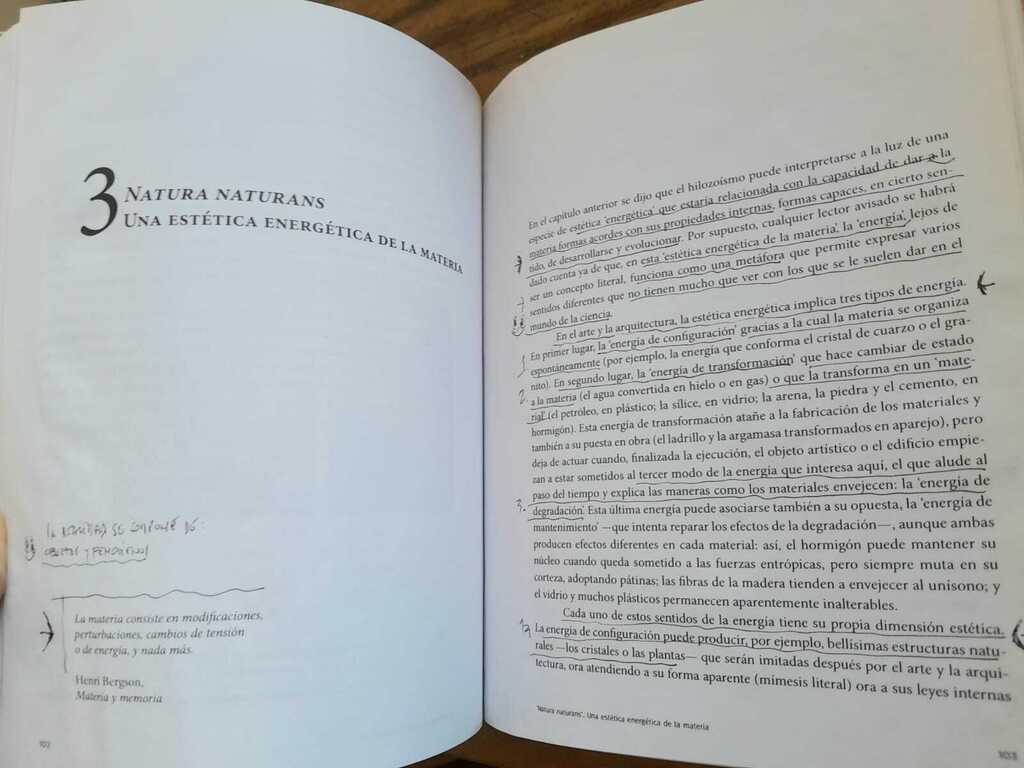 3
NATURA NATURANS
UNA ESTÉTICA ENERGÉTICA DE LA MATERIA
LA SE COMPONE DE:
OBJETOS Y FENÓMENOS
La materia consiste en modificaciones,
perturbaciones, cambios de tensión
o de energía, y nada más.
Henri Bergson,
Materia y memoria
102
En el capítulo anterior se dijo que el hilozoísmo puede interpretarse a la luz de una
especie de estética 'energética' que estaría relacionada con la capacidad de dar a la
materia formas acordes con sus propiedades internas, formas capaces, en cierto sen-
tido, de desarrollarse y evolucionar. Por supuesto, cualquier lector avisado se habrá
dado cuenta ya de que, en esta 'estética energética de la materia', la 'energía', lejos de
ser un concepto literal, funciona como una metáfora que permite expresar varios
sentidos diferentes que no tienen mucho que ver con los que se le suelen dar en el
mundo de la ciencia.
En el arte y la arquitectura, la estética energética implica tres tipos de energía.
1 En primer lugar, la 'energía de configuración' gracias a la cual la materia se organiza
espontáneamente (por ejemplo, la energía que conforma el cristal de cuarzo o el gra-
nito). En segundo lugar, la 'energía de transformación' que hace cambiar de estado
2. a la materia (el agua convertida en hielo o en gas) o que la transforma en un 'mate-
rial' (el petróleo, en plástico; la sílice, en vidrio; la arena, la piedra y el cemento, en
hormigón). Esta energía de transformación atañe a la fabricación de los materiales y
también a su puesta en obra (el ladrillo y la argamasa transformados en aparejo), pero
deja de actuar cuando, finalizada la ejecución, el objeto artístico o el edificio empie-
zan a estar sometidos al tercer modo de la energía que interesa aquí, el que alude al
paso del tiempo y explica las maneras como los materiales envejecen: la 'energía de
3. degradación'. Esta última energía puede asociarse también a su opuesta, la 'energía de
mantenimiento' —que intenta reparar los efectos de la degradación—, aunque ambas
producen efectos diferentes en cada material: así, el hormigón puede mantener su
núcleo cuando queda sometido a las fuerzas entrópicas, pero siempre muta en su
corteza, adoptando pátinas; las fibras de la madera tienden a envejecer al unísono; y
el vidrio y muchos plásticos permanecen aparentemente inalterables.
Cada uno de estos sentidos de la energía tiene su propia dimensión estética.
1. La energía de configuración puede producir, por ejemplo, bellísimas estructuras natu-
rales —los cristales o las plantas— que serán imitadas después por el arte y la arqui-
tectura, ora atendiendo a su forma aparente (mímesis literal) ora a sus leyes internas
'Natura naturans'. Una estética energética de la materia
103